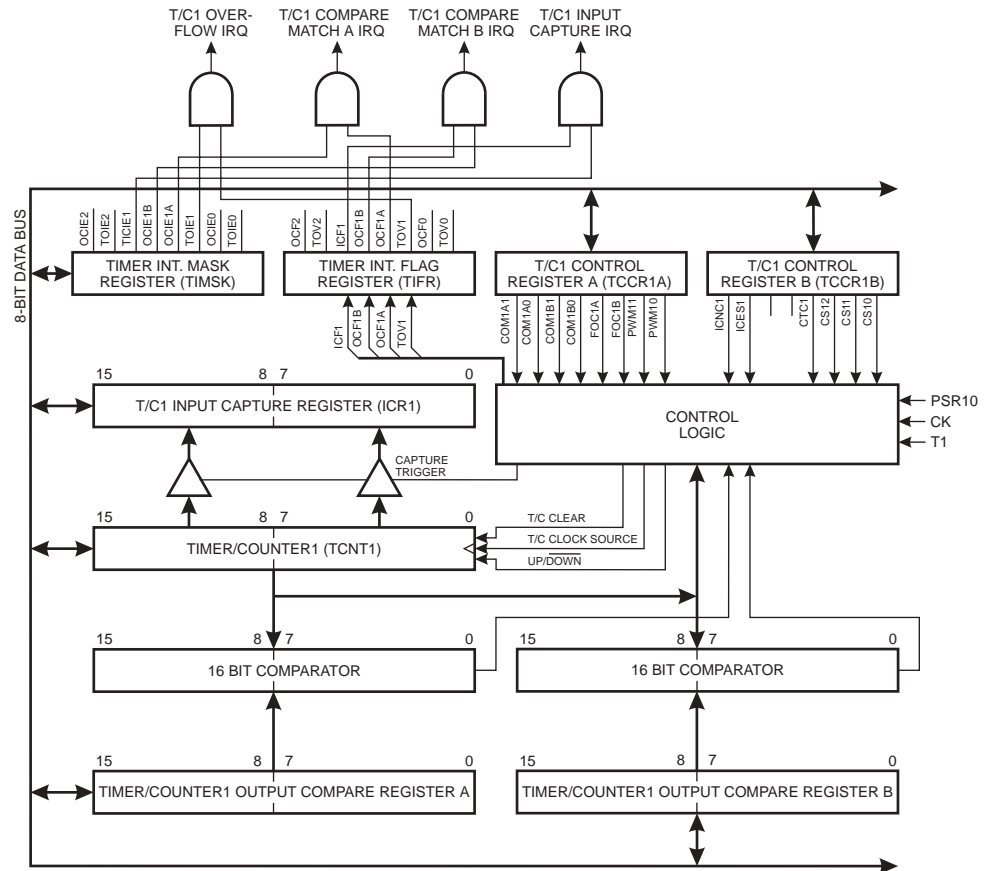 T/C1 OVER-
FLOW IRQ
T/C1 COMPARE
MATCH A IRQ
T/C1 COMPARE
MATCH B IRQ
T/C1 INPUT
CAPTURE IRQ
8-BIT DATA BUS
OCIE2
TOIE2
TICIE1
OCIE1B
OCIE1A
TOIE1
OCIE0
TOIE0
TIMER INT. MASK
REGISTER (TIMSK)
OCF2
TOV2
ICF1
OCF1B
OCF1A
TOV1
OCF0
TOV0
TIMER INT. FLAG
REGISTER (TIFR)
T/C1 CONTROL
REGISTER A (TCCR1A)
T/C1 CONTROL
REGISTER B (TCCR1B)
ICF1
OCF1B
OCF1A
TOV1
COM1A1
COM1A0
COM1B1
COM1B0
FOC1A
FOC1B
PWM11
PWM10
ICNC1
ICES1
CTC1
CS12
CS11
CS10
15 8 7 0
T/C1 INPUT CAPTURE REGISTER (ICR1)
CONTROL
LOGIC
PSR10
CK
T1
CAPTURE
TRIGGER
15 8 7 0
TIMER/COUNTER1 (TCNT1)
T/C CLEAR
T/C CLOCK SOURCE
UP/DOWN
15 8 7 0
16 BIT COMPARATOR
15 8 7 0
16 BIT COMPARATOR
15 8 7 0
TIMER/COUNTER1 OUTPUT COMPARE REGISTER A
15 8 7 0
TIMER/COUNTER1 OUTPUT COMPARE REGISTER B